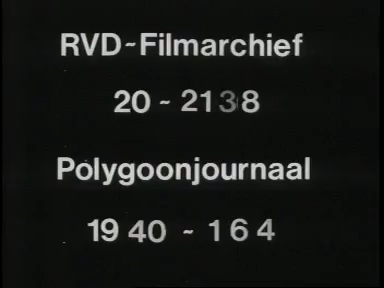 RVD-Filmarchief
20 - 2138
Polygoonjournaal
1940 - 164